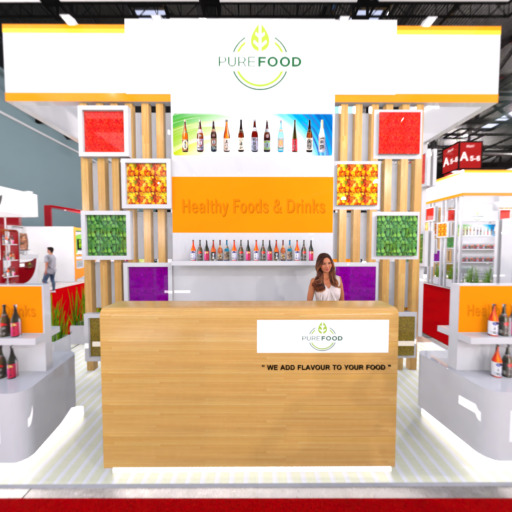 PUREFOOD
Healthy Foods & Drinks
PUREFOOD
" WE ADD FLAVOUR TO YOUR FOOD "